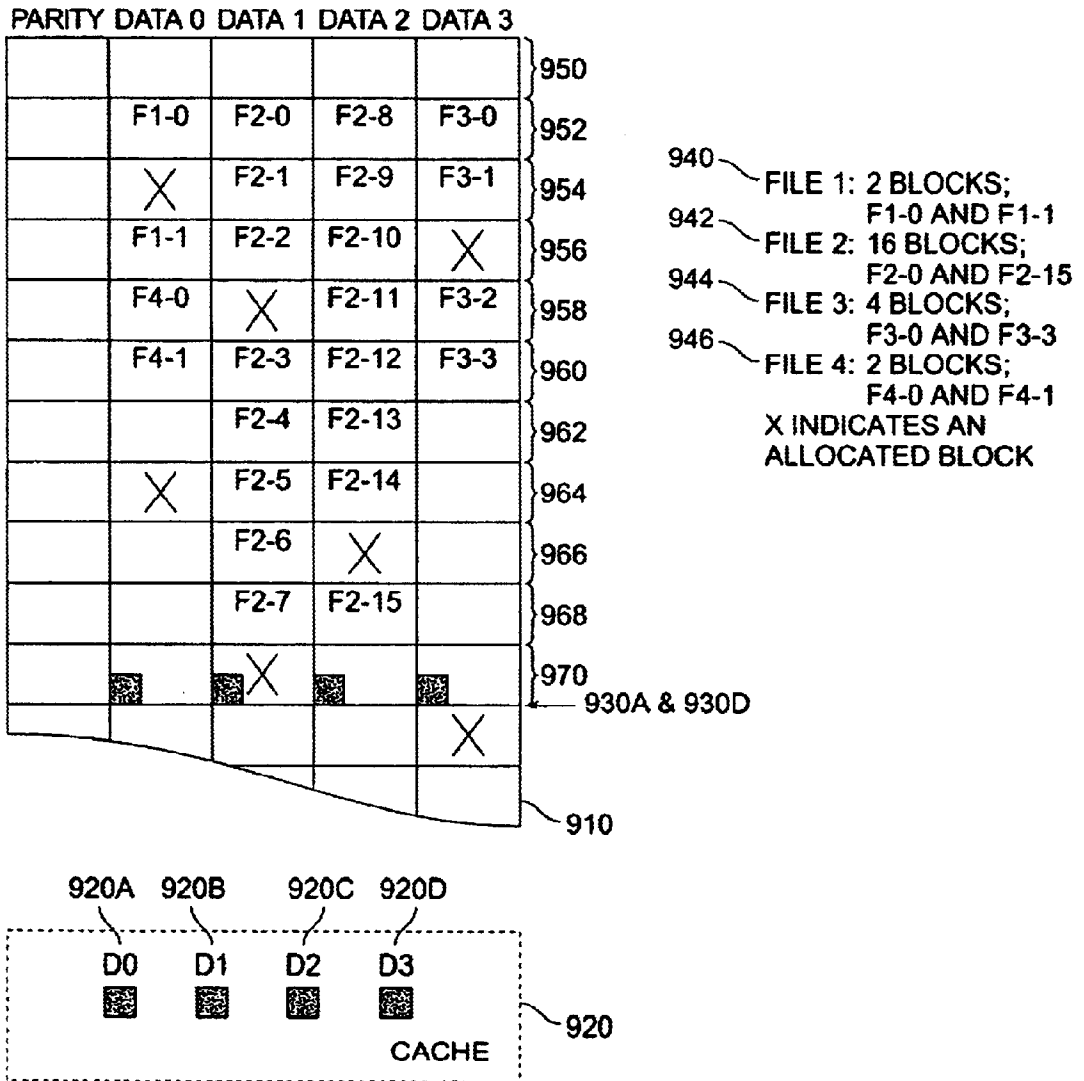 PARITY DATA 0 DATA 1 DATA 2 DATA 3
950
F1-0 F2-0 F2-8 F3-0 952
X F2-1 F2-9 F3-1 954
F1-1 F2-2 F2-10 X 956
F4-0 X F2-11 F3-2 958
F4-1 F2-3 F2-12 F3-3 960
F2-4 F2-13 962
X F2-5 F2-14 964
F2-6 X 966
F2-7 F2-15 968
X 970
930A & 930D
X
910
940
FILE 1: 2 BLOCKS;
F1-0 AND F1-1
942
FILE 2: 16 BLOCKS;
F2-0 AND F2-15
944
FILE 3: 4 BLOCKS;
F3-0 AND F3-3
946
FILE 4: 2 BLOCKS;
F4-0 AND F4-1
X INDICATES AN
ALLOCATED BLOCK
920A 920B 920C 920D
D0 D1 D2 D3
920
CACHE